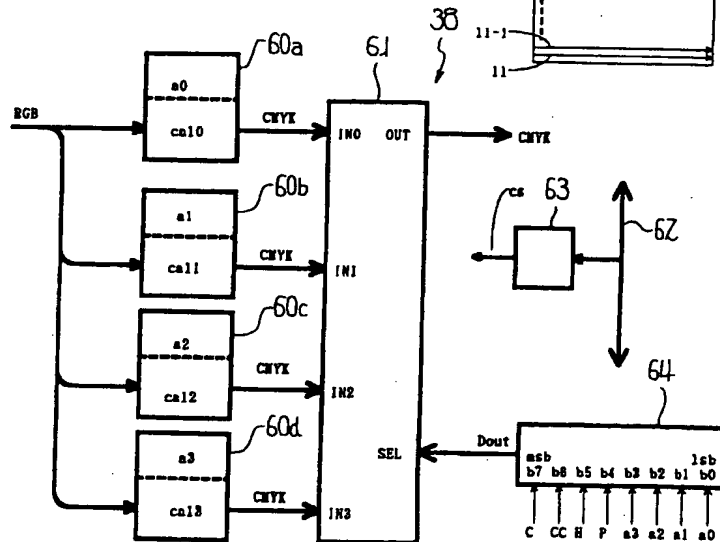 38
11-1
11
60a
61
a0
RGB
cal0
CMYK
IN0 OUT
CMYK
60b
63
a1
cs
62
cal1
CMYK
IN1
60c
a2
cal2
CMYK
IN2
64
60d
a3
SEL
Dout
msb lsb
b7 b6 b5 b4 b3 b2 b1 b0
cal3
CMYK
IN3
C CC H P a3 a2 a1 a0